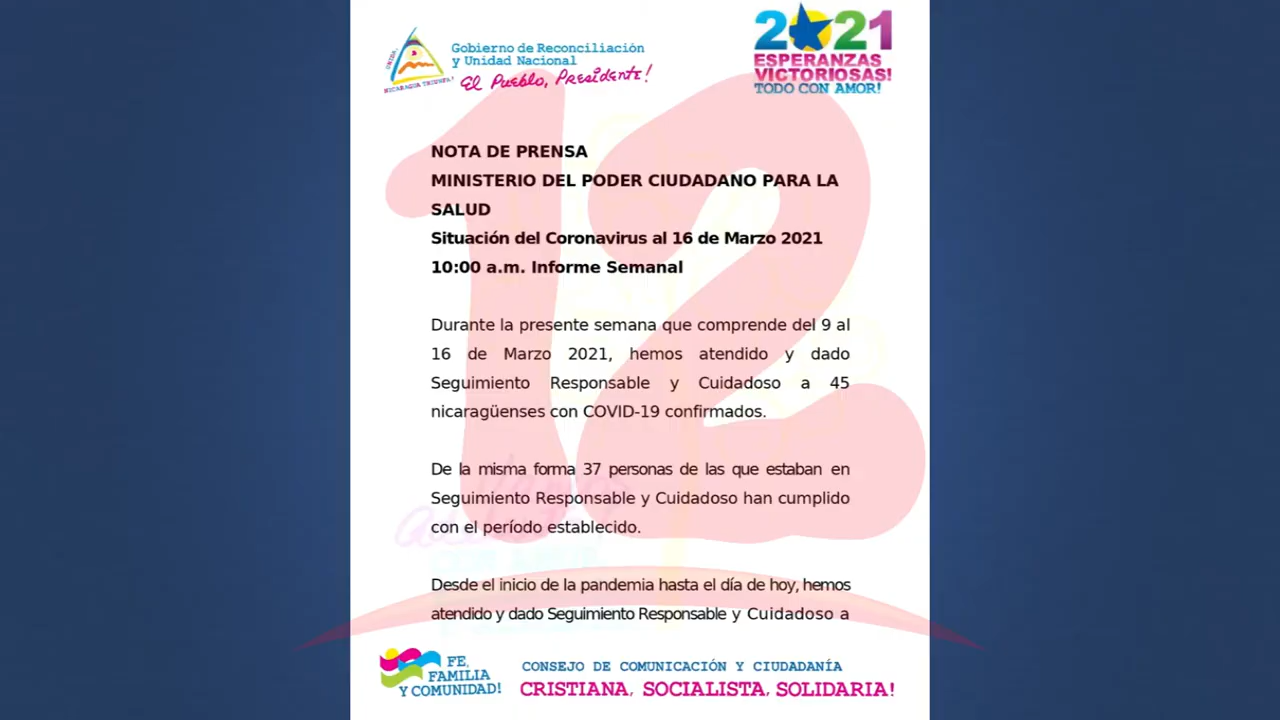 UNIDA,
NICARAGUA TRIUNFA!
Gobierno de Reconciliación
y Unidad Nacional
El Pueblo, Presidente!
2021
ESPERANZAS
VICTORIOSAS!
TODO CON AMOR!
12
NOTA DE PRENSA
MINISTERIO DEL PODER CIUDADANO PARA LA
SALUD
Situación del Coronavirus al 16 de Marzo 2021
10:00 a.m. Informe Semanal
Durante la presente semana que comprende del 9 al
16 de Marzo 2021, hemos atendido y dado
Seguimiento Responsable y Cuidadoso a 45
nicaragüenses con COVID-19 confirmados.
De la misma forma 37 personas de las que estaban en
Seguimiento Responsable y Cuidadoso han cumplido
con el período establecido.
Desde el inicio de la pandemia hasta el día de hoy, hemos
atendido y dado Seguimiento Responsable y Cuidadoso a
FE,
FAMILIA
Y COMUNIDAD!
CONSEJO DE COMUNICACIÓN Y CIUDADANÍA
CRISTIANA, SOCIALISTA, SOLIDARIA!